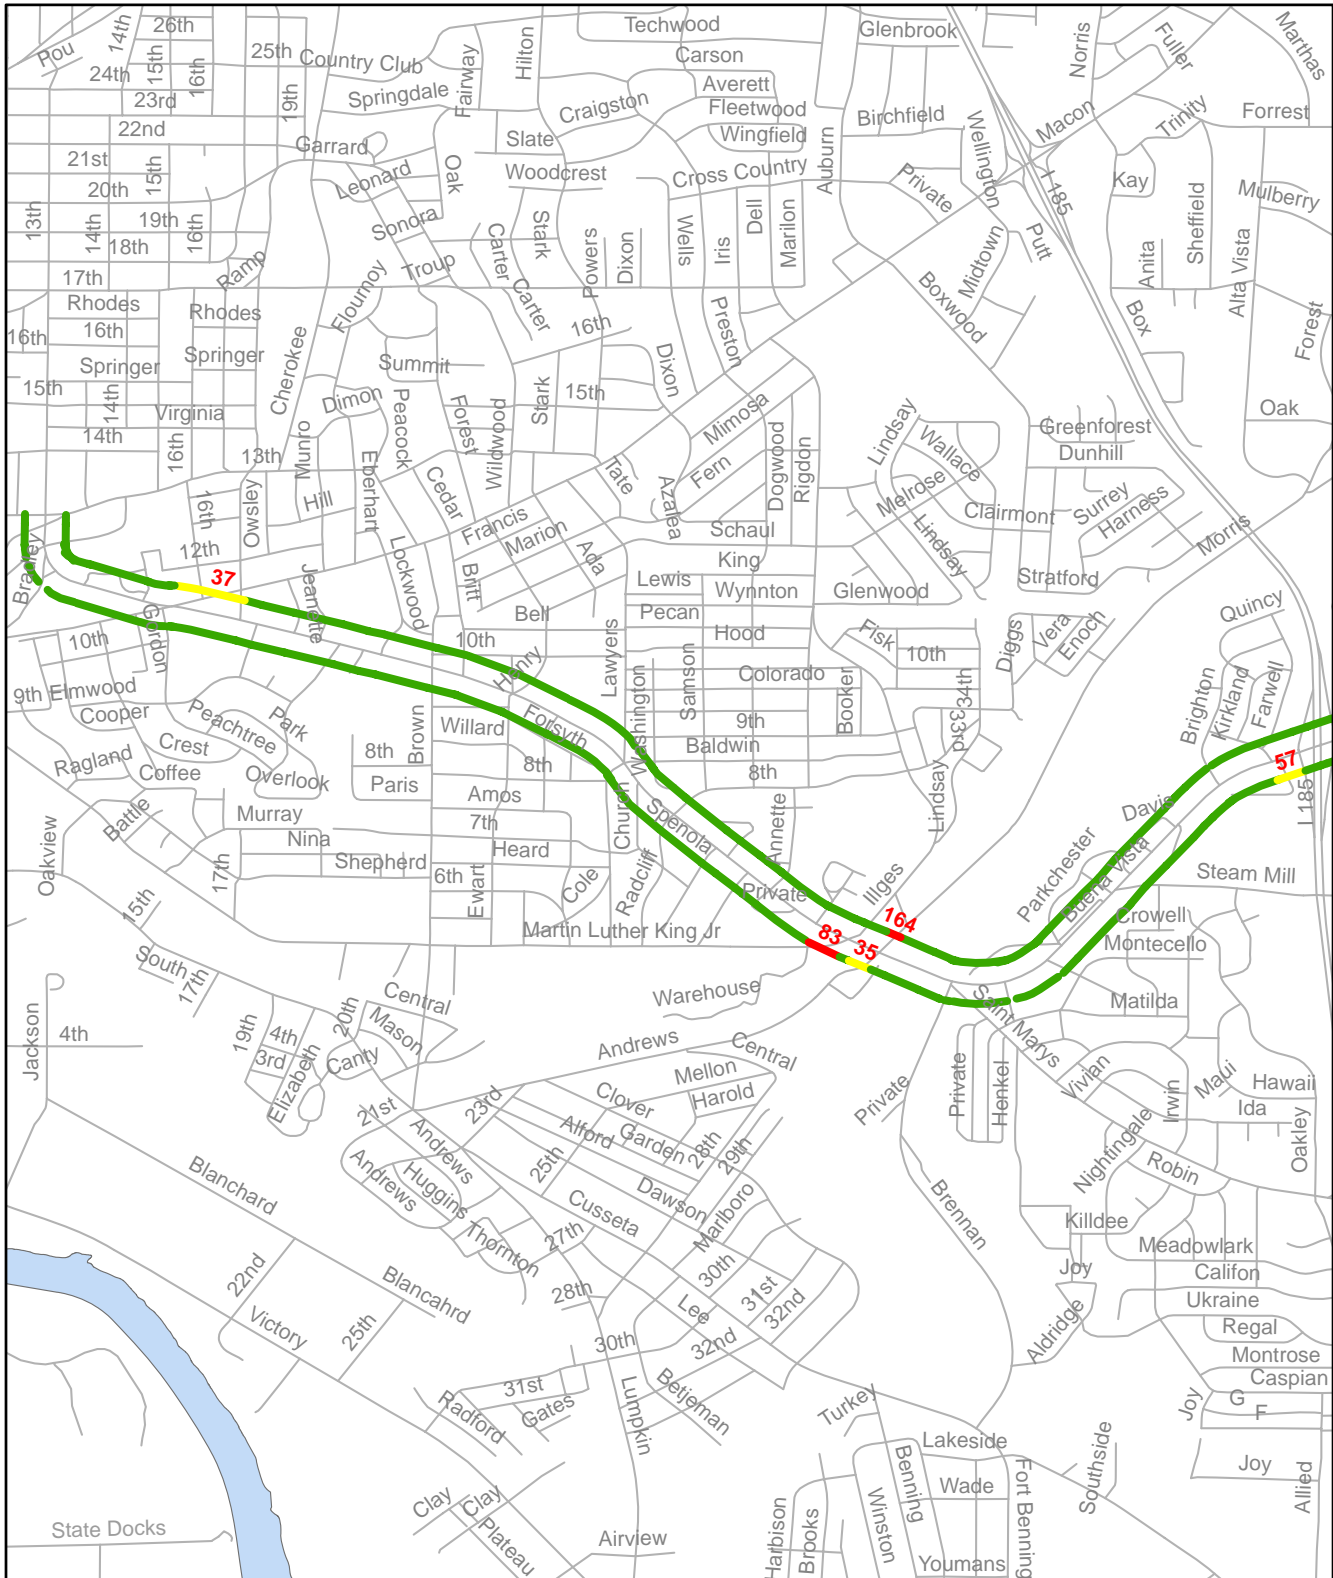 26th
Techwood
Glenbrook
Norris
Fuller
Marthas
14th
Pou
15th
25th
Country Club
Fairway
Hilton
Carson
24th
16th
19th
Springdale
Averett
23rd
Craigston
Fleetwood
Birchfield
Macon
Trinity
Forrest
22nd
Garrard
Slate
Wingfield
Auburn
Wellington
21st
15th
Leonard
Oak
Woodcrest
Cross Country
Private
I 185
Kay
20th
Mulberry
13th
14th
19th
16th
Sonora
Carter
Stark
Wells
Iris
Dell
Marilon
Putt
Sheffield
18th
Powers
Dixon
Midtown
Anita
Alta Vista
17th
Ramp
Troup
Flournoy
Carter
Boxwood
Box
Forest
Rhodes
Rhodes
16th
16th
16th
Preston
Springer
Springer
Cherokee
Summit
Dixon
15th
15th
14th
Virginia
Dimon
Peacock
Forest
Wildwood
Stark
Mimosa
Lindsay
Oak
14th
16th
13th
Munro
Eberhart
Cedar
Tate
Fern
Dogwood
Rigdon
Wallace
Greenforest
Dunhill
16th
Owsley
Hill
Francis
Azalea
Melrose
Clairmont
Surrey
Harness
Schaul
Morris
Bradley
12th
Lockwood
Marion
Ada
King
Lindsay
37
Jeanette
Britt
Lewis
Wynnton
Glenwood
Stratford
Gordon
Bell
Pecan
Quincy
10th
10th
Hood
Fisk
10th
Diggs
Vera
Enoch
Henry
Lawyers
9th
Elmwood
Washington
Samson
Colorado
Booker
34th
Brighton
Kirkland
Farwell
Cooper
Peachtree
Park
Willard
Forsyth
9th
33rd
Crest
Brown
Baldwin
Ragland
Coffee
Overlook
8th
8th
8th
57
Paris
Amos
Lindsay
I 185
Battle
Murray
7th
Church
Spenola
Annette
Davis
Oakview
Nina
Heard
Parkchester
Buena Vista
Shepherd
Steam Mill
17th
6th
Ewart
Cole
Radcliff
Private
Illges
15th
Martin Luther King Jr
164
Crowell
83
35
Montecello
South
17th
Central
Warehouse
Saint Marys
Matilda
Jackson
4th
19th
4th
20th
Mason
Andrews
Central
3rd
Canty
Mellon
Private
Henkel
Vivian
Maui
Hawaii
Elizabeth
Harold
Private
Irwin
21st
23rd
Clover
Ida
Andrews
Alford
Garden
28th
29th
Nightingale
Oakley
Blanchard
Andrews
Huggins
25th
Dawson
Robin
Cusseta
Marlboro
Brennan
Killdee
Thornton
27th
Meadowlark
22nd
30th
Joy
Califon
Blancahrd
28th
31st
32nd
Ukraine
Victory
25th
Lee
Aldridge
Regal
30th
32nd
Montrose
31st
Betjeman
Caspian
Gates
Turkey
Joy
G
Radford
Lumpkin
F
Lakeside
Southside
Benning
Joy
Clay
Clay
Winston
Wade
Fort Benning
Allied
State Docks
Plateau
Airview
Harbison
Brooks
Youmans